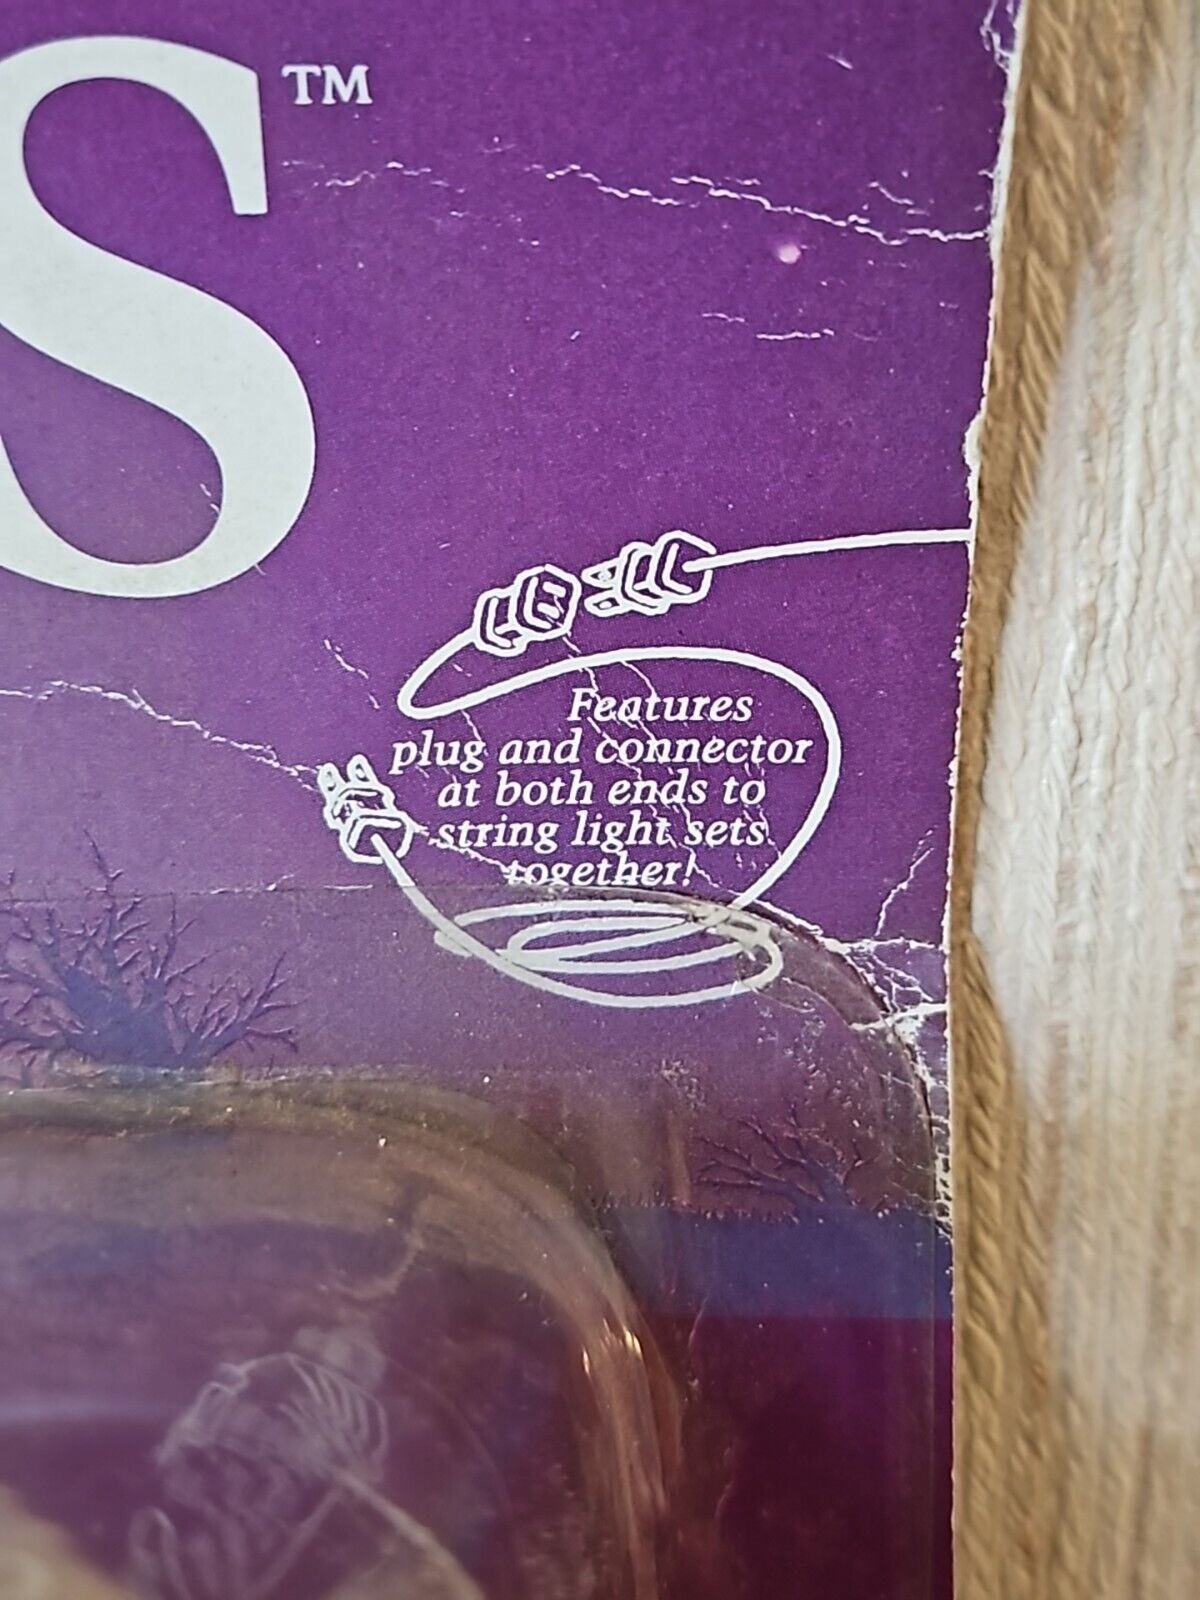 S™
Features
plug and connector
at both ends to
string light sets
together!